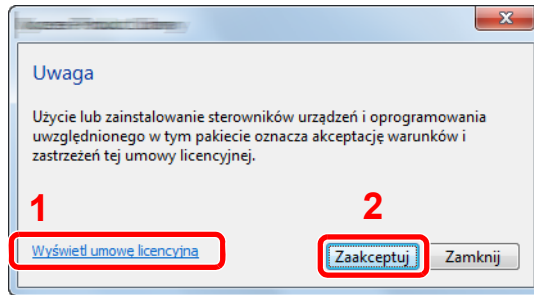 Uwaga
Użycie lub zainstalowanie sterowników urządzeń i oprogramowania
uwzględnionego w tym pakiecie oznacza akceptację warunków i
zastrzeżeń tej umowy licencyjnej.
1
2
Wyświetl umowę licencyjną
Zaakceptuj
Zamknij